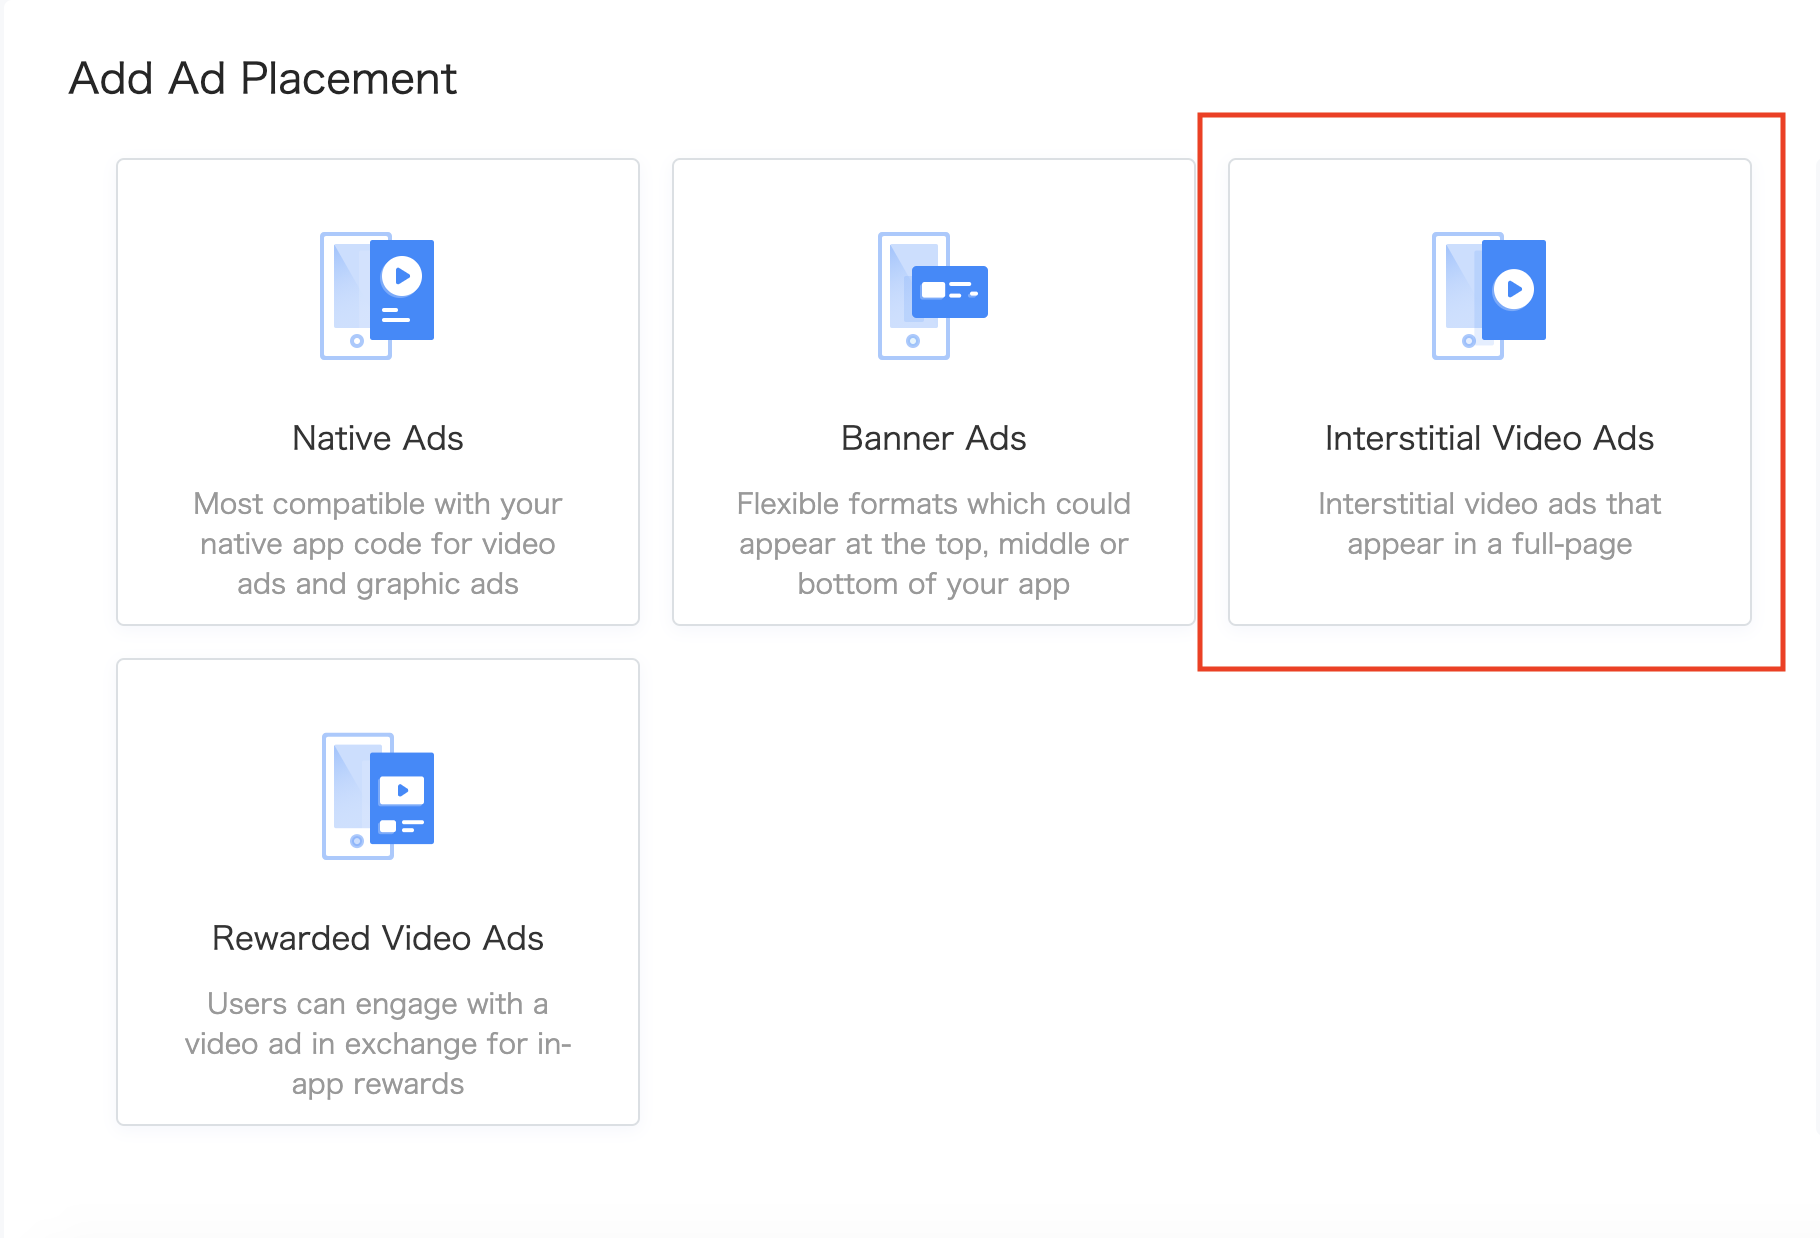 Add Ad Placement
Native Ads
Most compatible with your
native app code for video
ads and graphic ads
Banner Ads
Flexible formats which could
appear at the top, middle or
bottom of your app
Interstitial Video Ads
Interstitial video ads that
appear in a full-page
Rewarded Video Ads
Users can engage with a
video ad in exchange for in-
app rewards